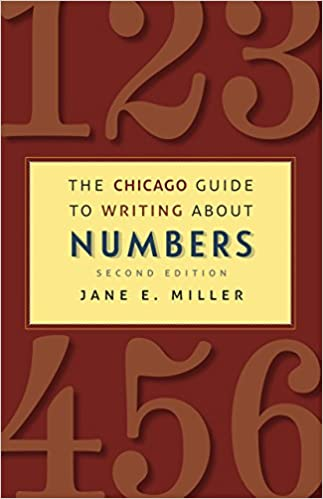 123
THE CHICAGO GUIDE
TO WRITING ABOUT
NUMBERS
SECOND EDITION
JANE E. MILLER
456